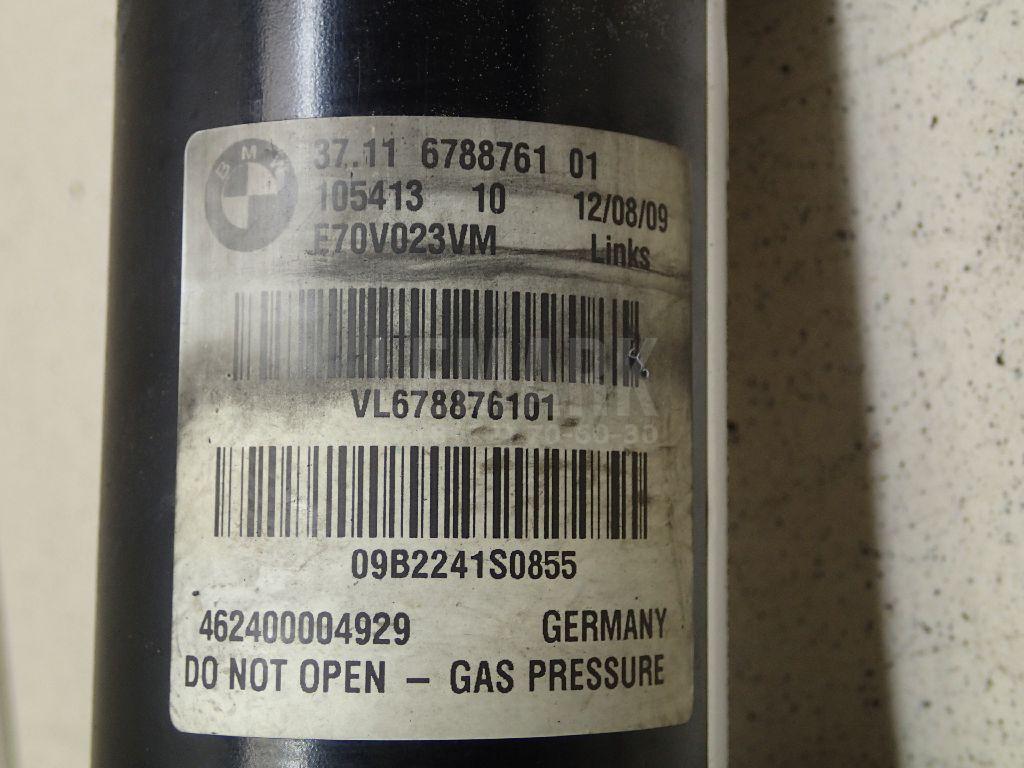 BMW
37.11 6788761 01
105413 10 12/08/09
E70V023VM Links
VL678876101
09B2241S0855
462400004929 GERMANY
DO NOT OPEN – GAS PRESSURE